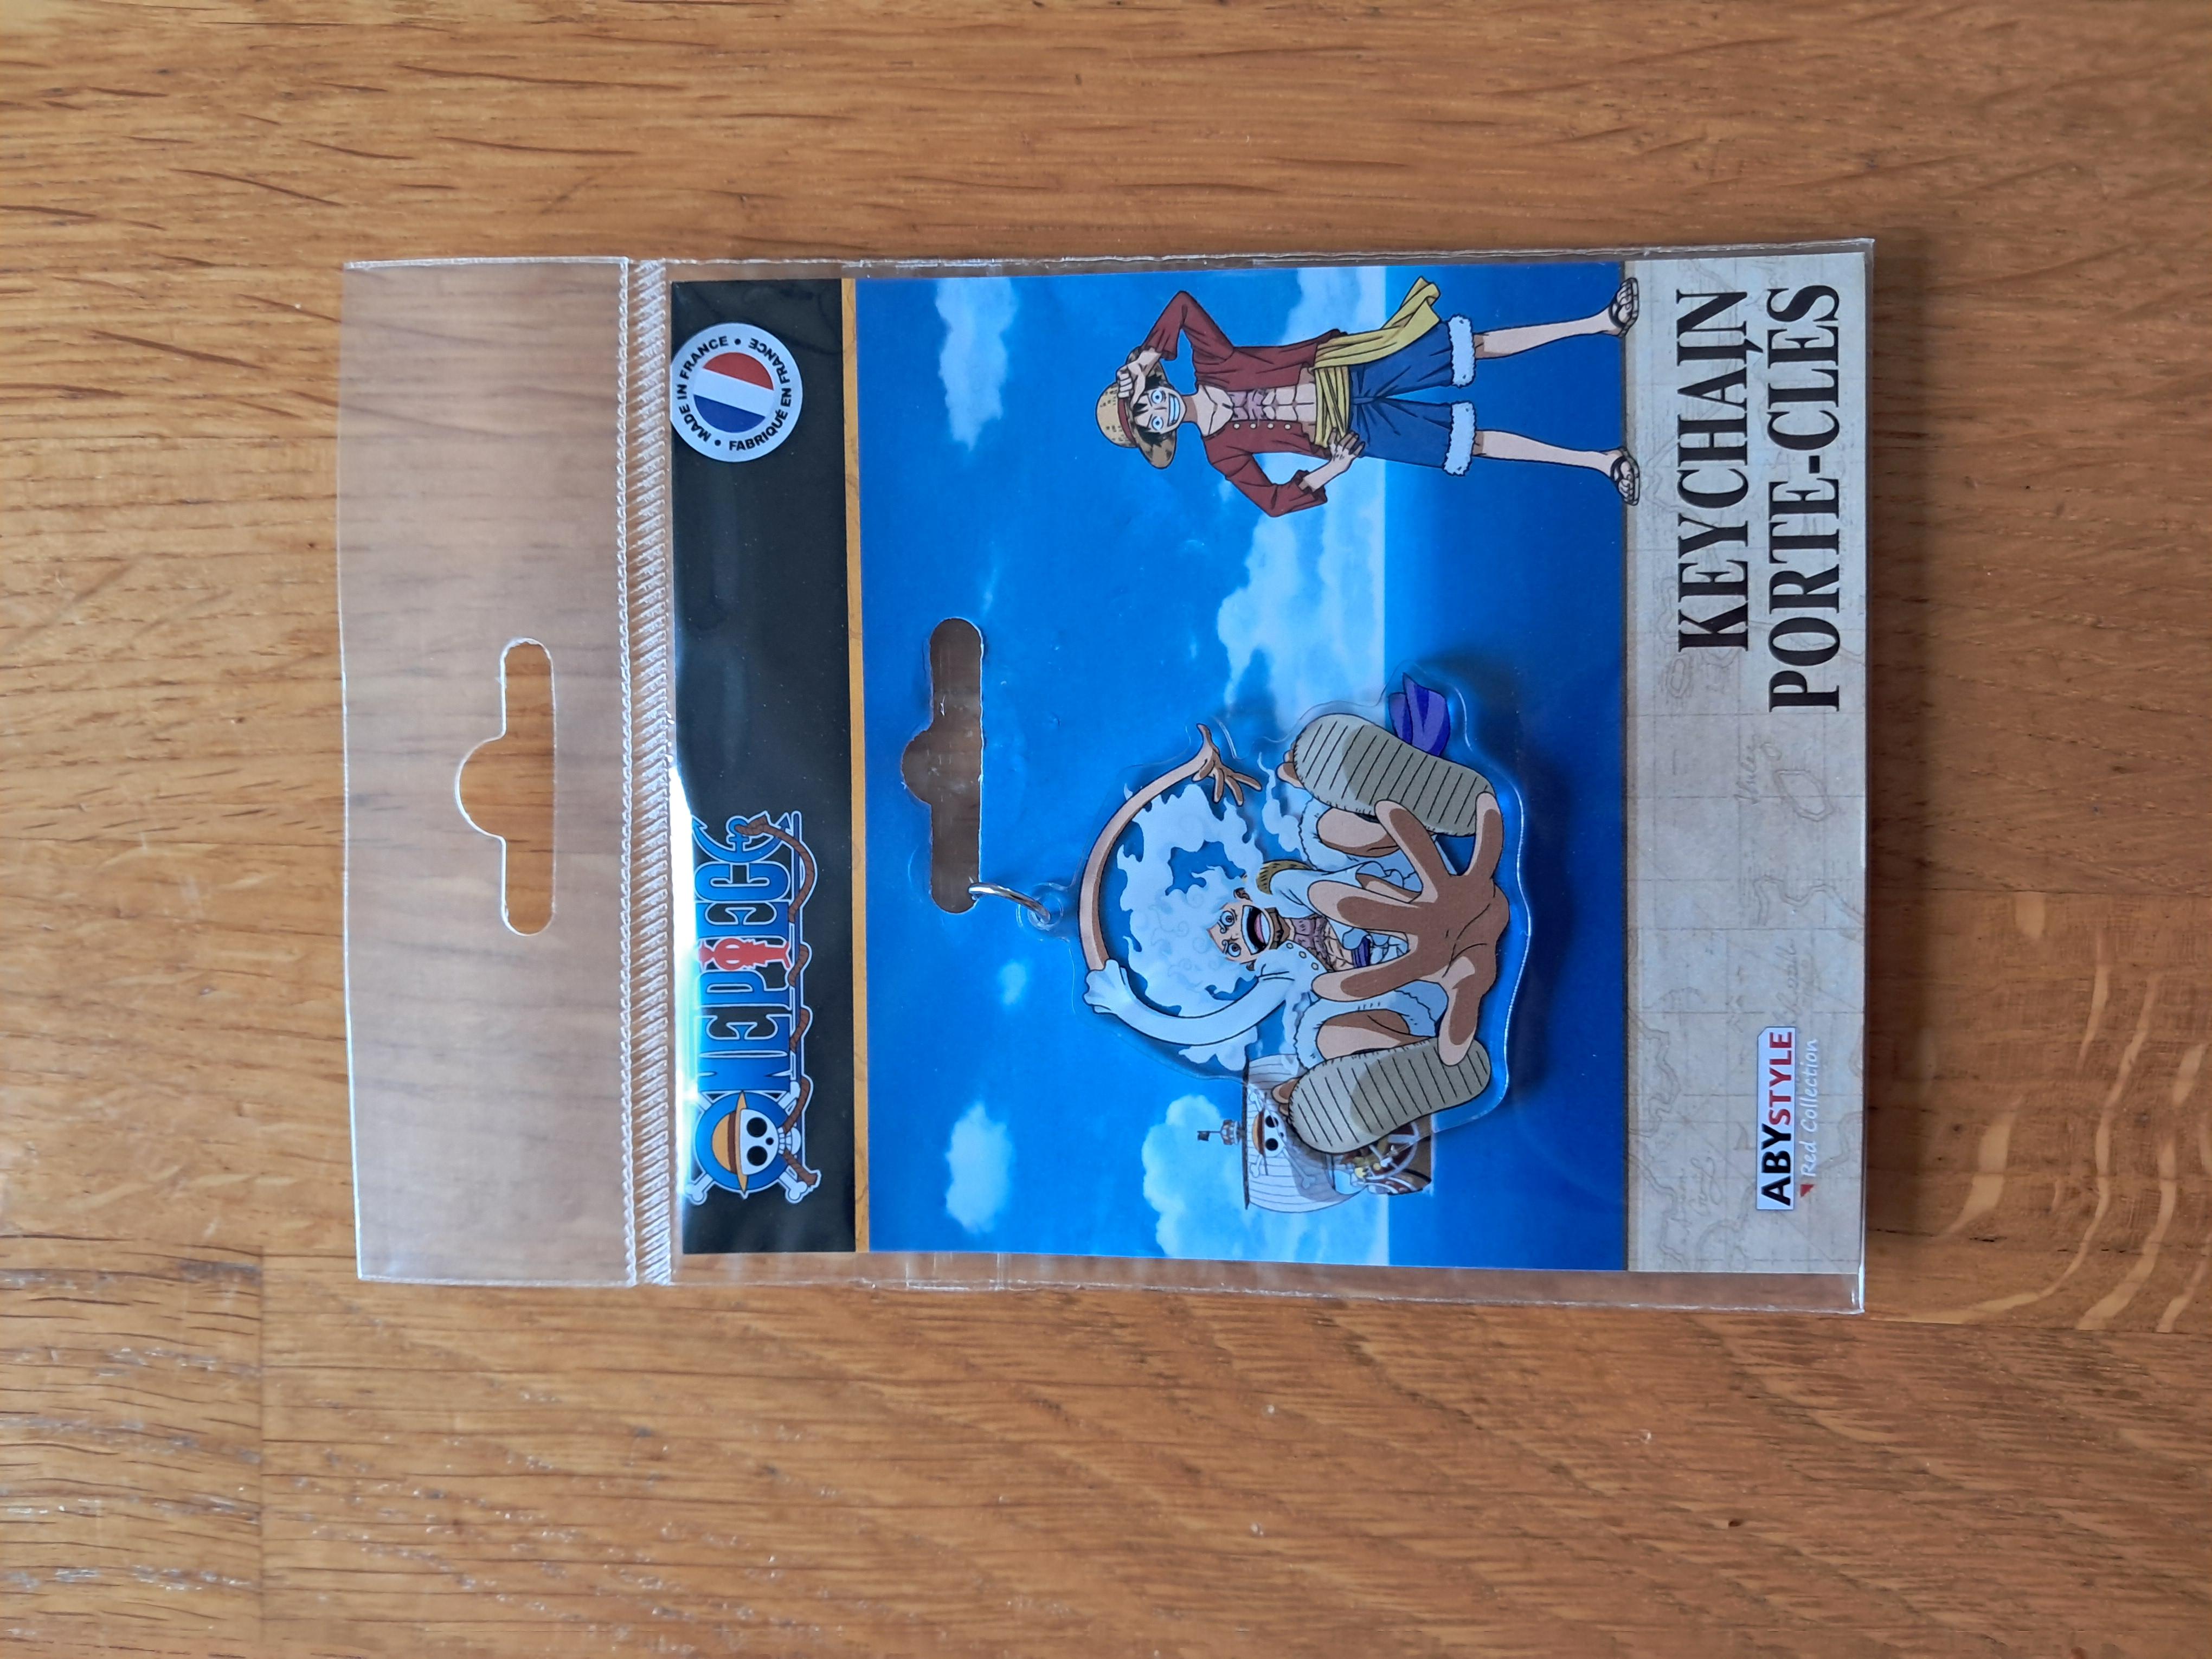 ONE PIECE
MADE IN FRANCE • FABRIQUÉ EN FRANCE •
ABYSTYLE
Red Collection
KEYCHAIN
PORTE-CLÉS